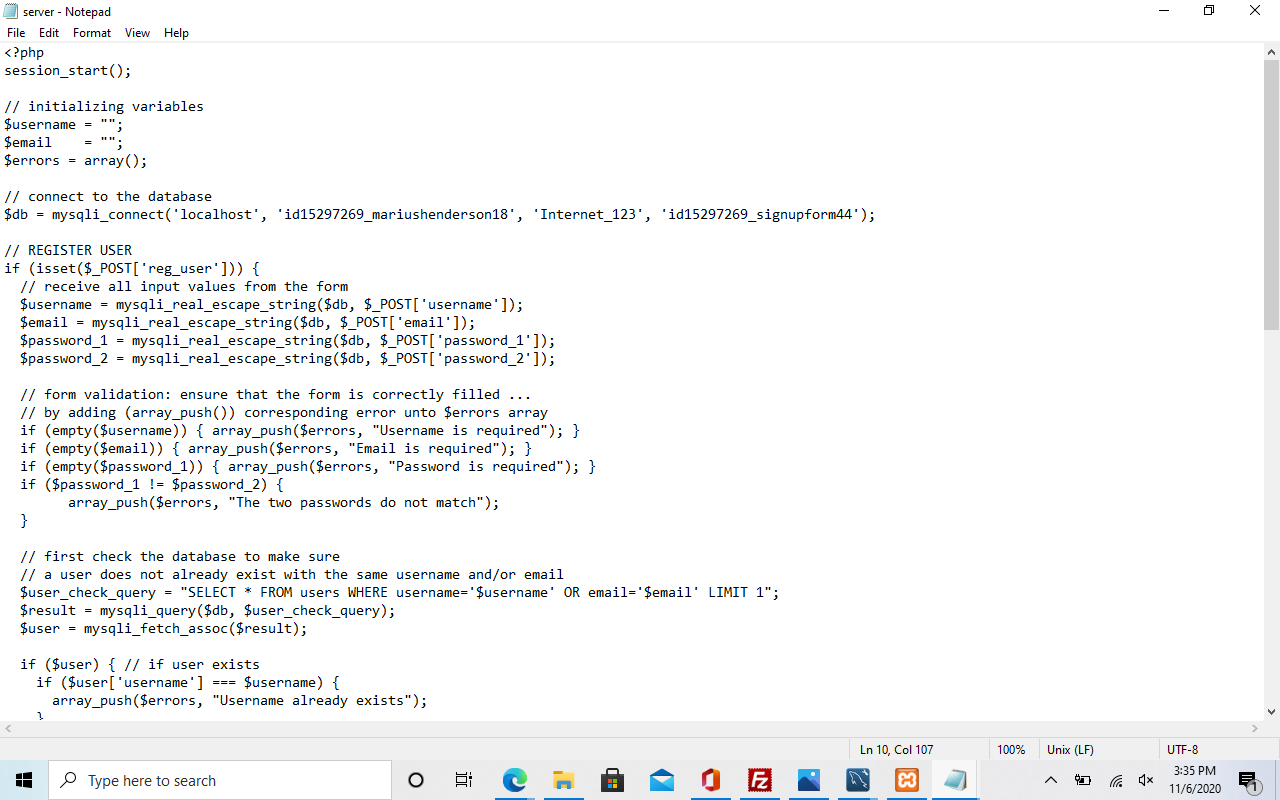 server - Notepad
File Edit Format View Help
<?php
session_start();

// initializing variables
$username = "";
$email    = "";
$errors = array();

// connect to the database
$db = mysqli_connect('localhost', 'id15297269_mariushenderson18', 'Internet_123', 'id15297269_signupform44');

// REGISTER USER
if (isset($_POST['reg_user'])) {
  // receive all input values from the form
  $username = mysqli_real_escape_string($db, $_POST['username']);
  $email = mysqli_real_escape_string($db, $_POST['email']);
  $password_1 = mysqli_real_escape_string($db, $_POST['password_1']);
  $password_2 = mysqli_real_escape_string($db, $_POST['password_2']);

  // form validation: ensure that the form is correctly filled ...
  // by adding (array_push()) corresponding error unto $errors array
  if (empty($username)) { array_push($errors, "Username is required"); }
  if (empty($email)) { array_push($errors, "Email is required"); }
  if (empty($password_1)) { array_push($errors, "Password is required"); }
  if ($password_1 != $password_2) {
        array_push($errors, "The two passwords do not match");
  }

  // first check the database to make sure
  // a user does not already exist with the same username and/or email
  $user_check_query = "SELECT * FROM users WHERE username='$username' OR email='$email' LIMIT 1";
  $result = mysqli_query($db, $user_check_query);
  $user = mysqli_fetch_assoc($result);

  if ($user) { // if user exists
    if ($user['username'] === $username) {
      array_push($errors, "Username already exists");
    }
Ln 10, Col 107 100% Unix (LF) UTF-8
Type here to search
3:35 PM
11/6/2020
1